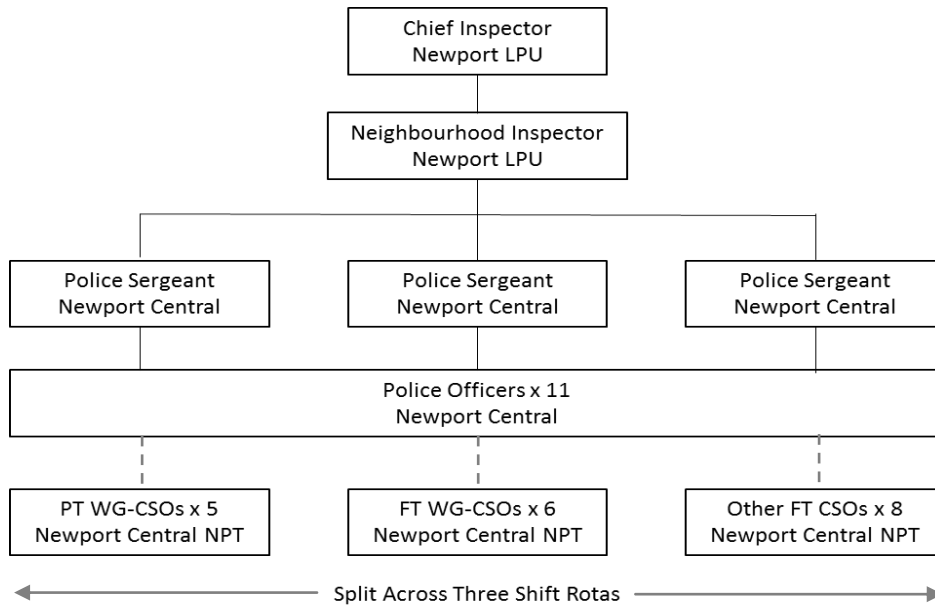 Chief Inspector
Newport LPU
Neighbourhood Inspector
Newport LPU
Police Sergeant
Newport Central
Police Sergeant
Newport Central
Police Sergeant
Newport Central
Police Officers x 11
Newport Central
PT WG-CSOs x 5
Newport Central NPT
FT WG-CSOs x 6
Newport Central NPT
Other FT CSOs x 8
Newport Central NPT
Split Across Three Shift Rotas